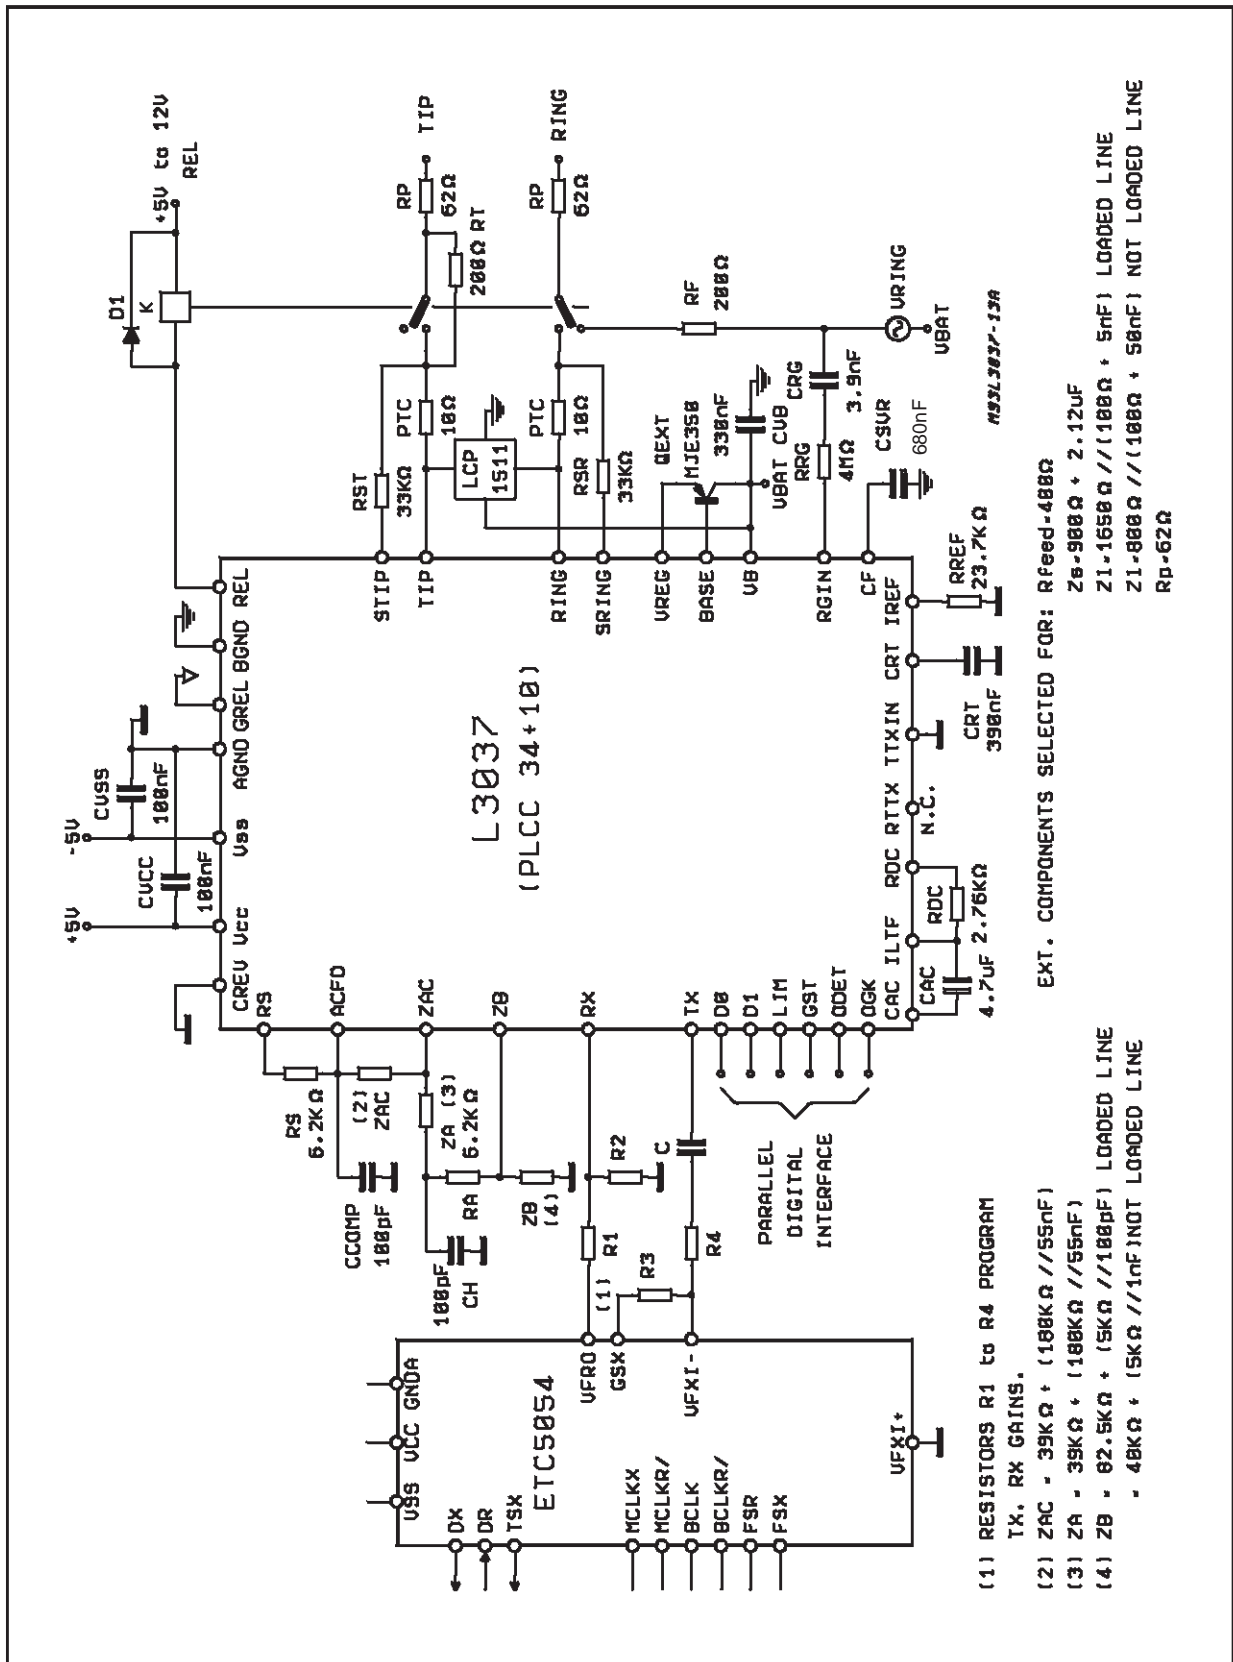 +5V to 12V
REL
D1
K
TIP
RING
RP
62Ω
RP
62Ω
200Ω RT
RF
200Ω
VRING
VBAT
M93L3037-13A
PTC
10Ω
PTC
10Ω
LCP
1511
RST
33KΩ
RSR
33KΩ
QEXT
MJE350
330nF
VBAT CVB
CRG
3.9nF
RRG
4MΩ
CSVR
680nF
STIP
TIP
RING
SRING
VREG
BASE
VB
RGIN
CF
-5V
+5V
CVSS
100nF
CVCC
100nF
CREV Vcc Vss AGND GREL BGND REL
L3037
(PLCC 34+10)
CAC ILTF RDC RTTX TTXIN CRT IREF
N.C.
RREF
23.7KΩ
CRT
390nF
RDC
2.76KΩ
CAC
4.7uF
RS
ACFD
ZAC
ZB
RX
TX
D0
D1
LIM
GST
ODET
OGK
RS
6.2KΩ
(2)
ZAC
ZA (3)
6.2KΩ
CCOMP
100pF
RA
ZB
(4)
100pF
CH
R2
R1
(1)
R3
C
R4
PARALLEL
DIGITAL
INTERFACE
VSS VCC GNDA
ETC5054
VFRO
GSX
VFXI-
VFXI+
DX
DR
TSX
MCLKX
MCLKR/
BCLK
BCLKR/
FSR
FSX
EXT. COMPONENTS SELECTED FOR: Rfeed=400Ω
Zs=900Ω + 2.12uF
Zl=1650Ω //(100Ω + 5nF) LOADED LINE
Zl=800Ω //(100Ω + 50nF) NOT LOADED LINE
Rp=62Ω
(1) RESISTORS R1 to R4 PROGRAM
TX, RX GAINS.
(2) ZAC = 39KΩ + (180KΩ //55nF)
(3) ZA = 39KΩ + (180KΩ //55nF)
(4) ZB = 82.5KΩ + (5KΩ //100pF) LOADED LINE
= 40KΩ + (5KΩ //1nF)NOT LOADED LINE